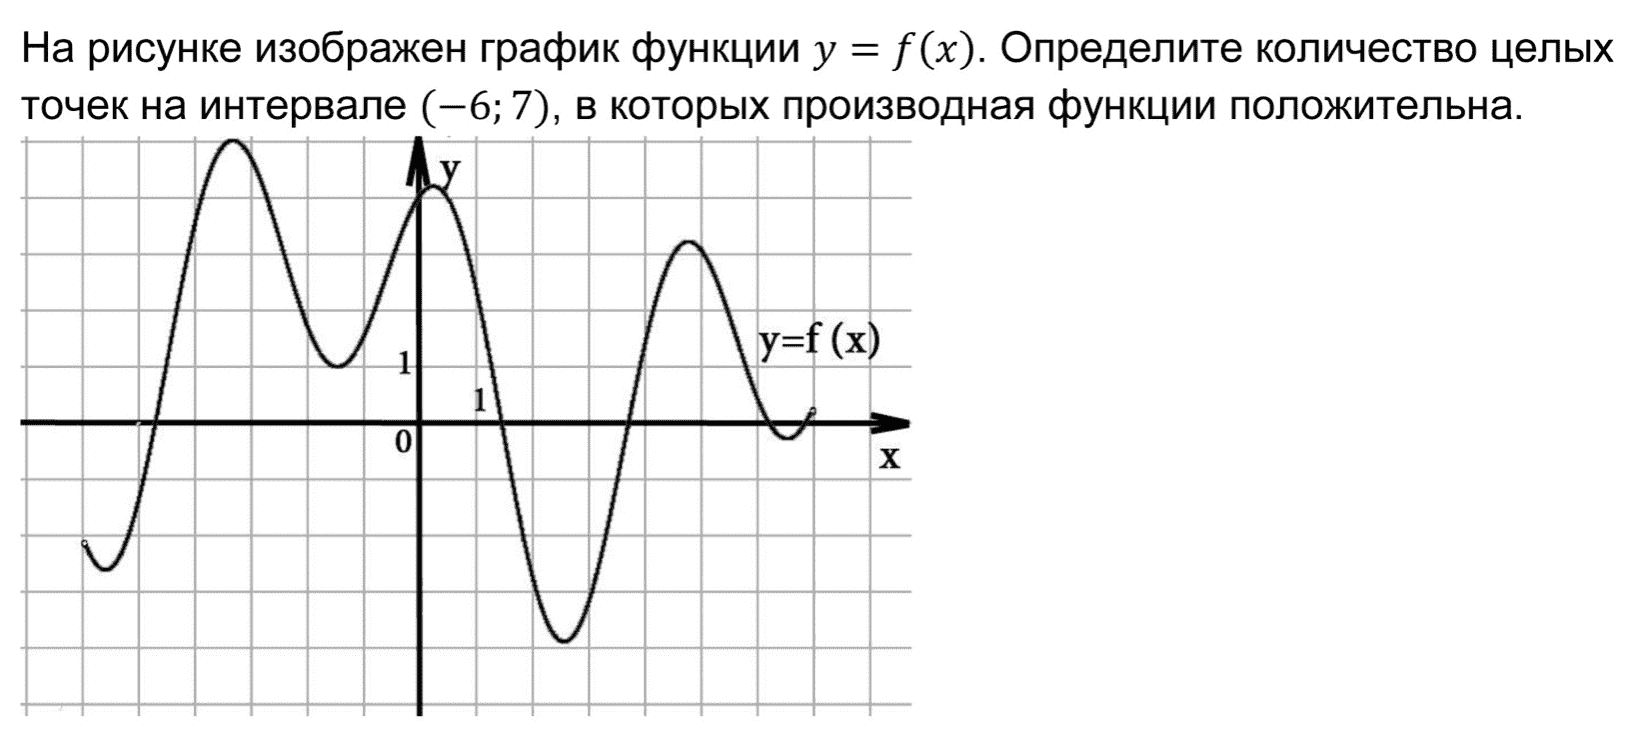 На рисунке изображен график функции y = f(x). Определите количество целых
точек на интервале (−6; 7), в которых производная функции положительна.
y
y=f (x)
1
1
0
x